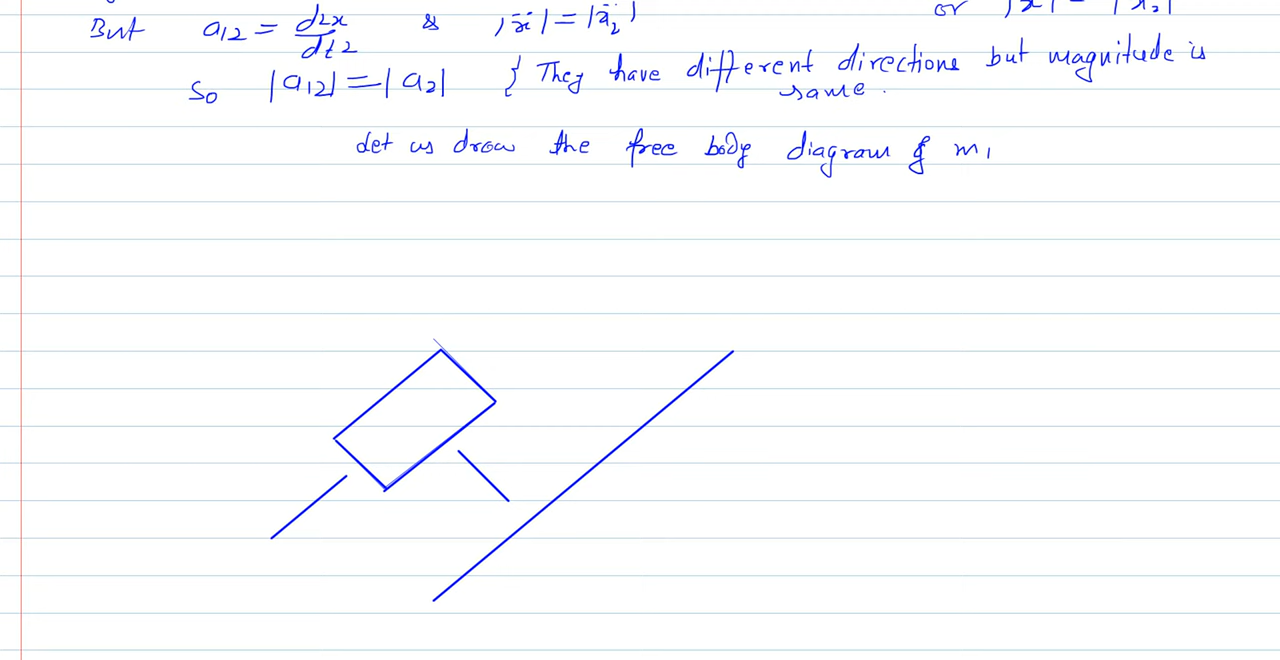 But a12 = d2x/dt2 & |ẍ| = |ẍ2|
So |a12| = |a2| { They have different directions but magnitude is same.
Let us draw the free body diagram of m1